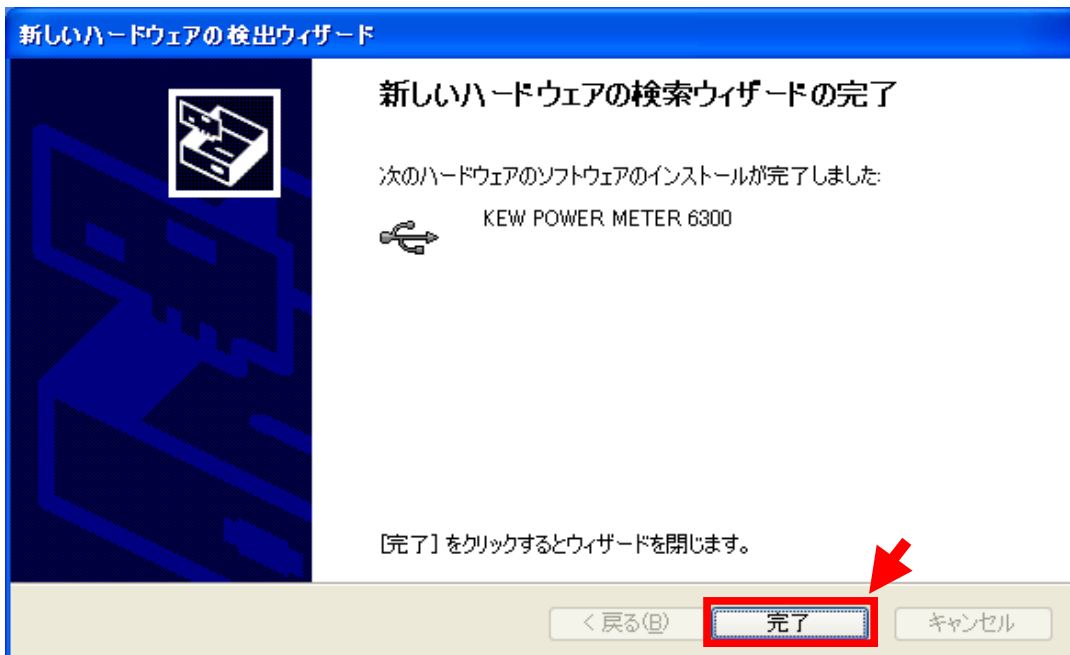 新しいハードウェアの検出ウィザード
新しいハードウェアの検索ウィザードの完了
次のハードウェアのソフトウェアのインストールが完了しました:
KEW POWER METER 6300
[完了] をクリックするとウィザードを閉じます。
< 戻る(B) 完了 キャンセル